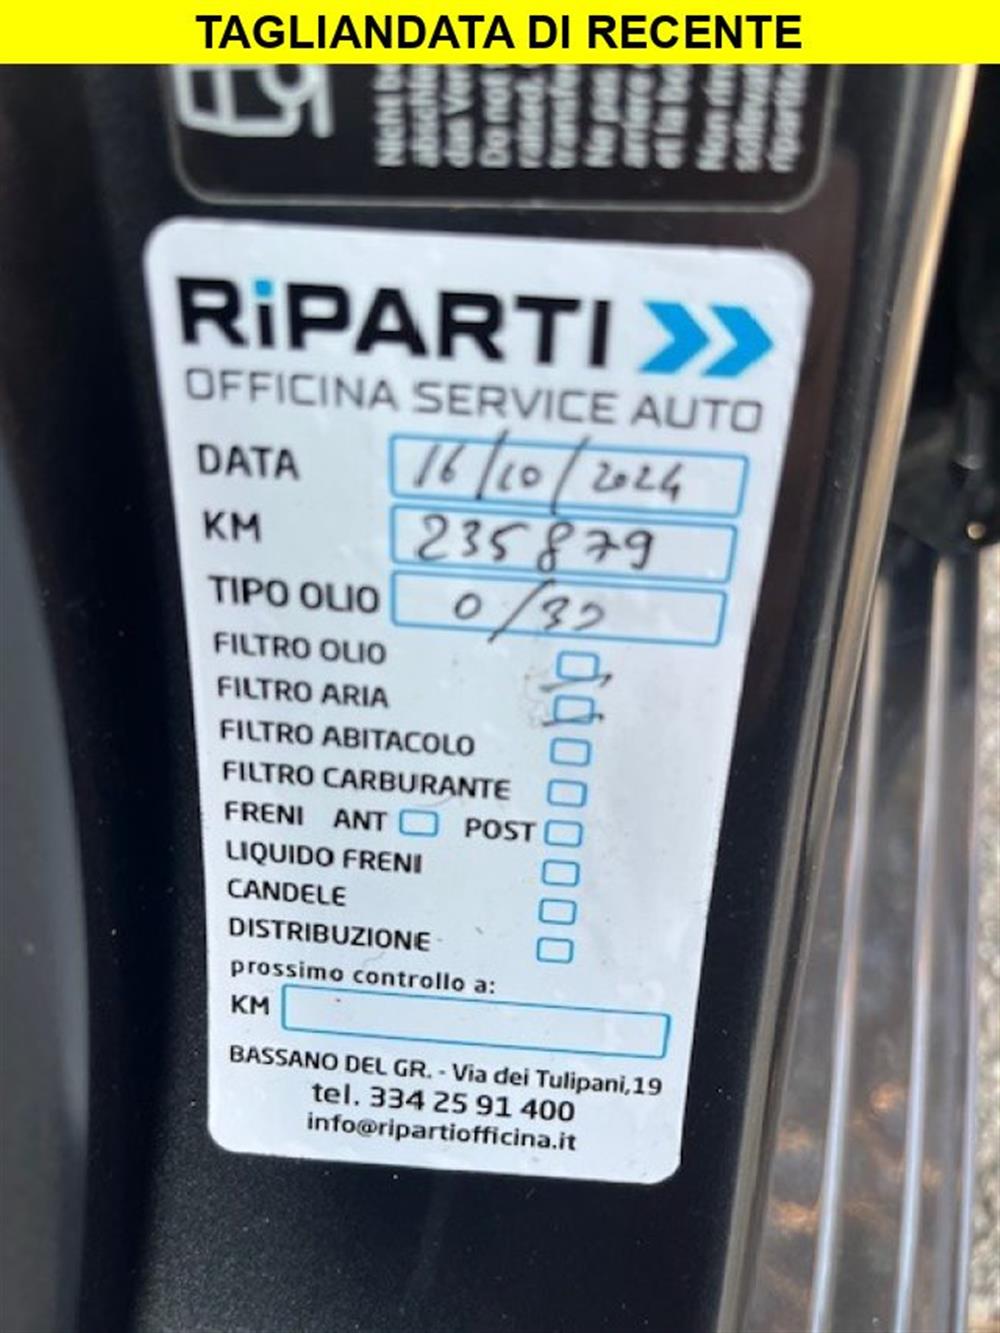 TAGLIANDATA DI RECENTE
RiPARTI
OFFICINA SERVICE AUTO
DATA 16/10/2024
KM 235879
TIPO OLIO 0/30
FILTRO OLIO
FILTRO ARIA
FILTRO ABITACOLO
FILTRO CARBURANTE
FRENI ANT POST
LIQUIDO FRENI
CANDELE
DISTRIBUZIONE
prossimo controllo a:
KM
BASSANO DEL GR. - Via dei Tulipani,19
tel. 334 25 91 400
info@ripartiofficina.it